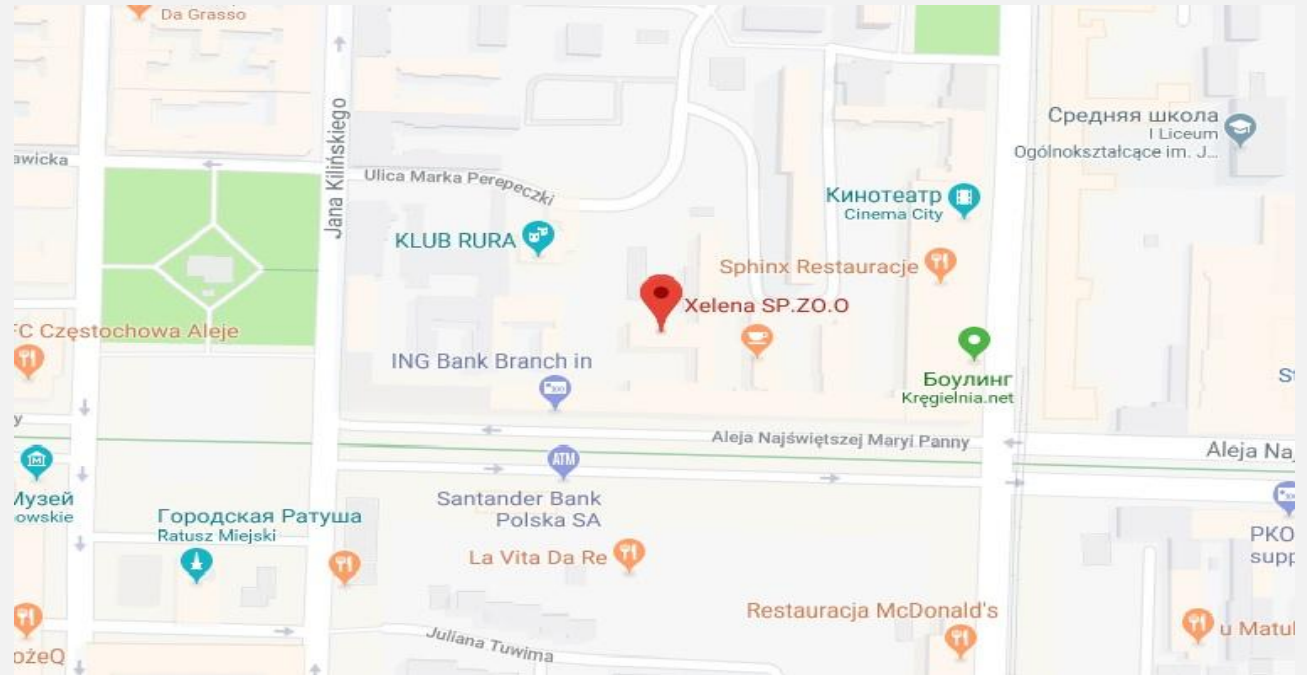 Da Grasso
Jana Kilińskiego
Средняя школа
I Liceum
Ogólnokształcące im. J...
awicka
Ulica Marka Perepeczki
Кинотеатр
Cinema City
KLUB RURA
Sphinx Restauracje
Xelena SP.ZO.O
FC Częstochowa Aleje
ING Bank Branch in
Боулинг
Kręgielnia.net
St
y
Aleja Najświętszej Maryi Panny
Aleja Naj
ATM
Музей
owskie
Santander Bank
Polska SA
Городская Ратуша
Ratusz Miejski
PKO
supp
La Vita Da Re
Restauracja McDonald's
u Matul
Juliana Tuwima
ożeQ